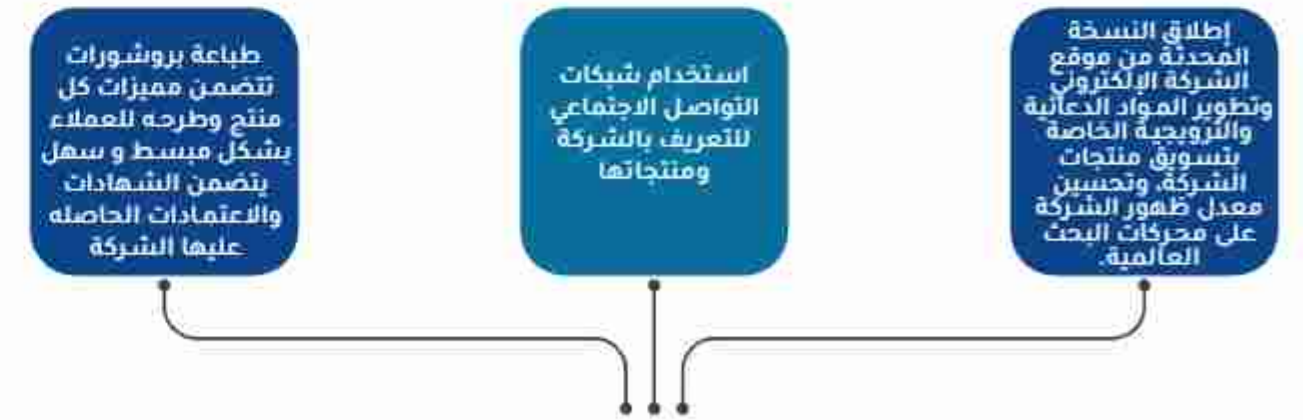 إطلاق النسخة
المحدثة من موقع
الشركة الإلكتروني
وتطوير المواد الدعائية
والترويجية الخاصة
بتسويق منتجات
الشركة، وتحسين
معدل ظهور الشركة
على محركات البحث
العالمية.
استخدام شبكات
التواصل الاجتماعي
للتعريف بالشركة
ومنتجاتها
طباعة بروشورات
تتضمن مميزات كل
منتج وطرحه للعملاء
بشكل مبسط و سهل
يتضمن الشهادات
والاعتمادات الحاصله
عليها الشركة